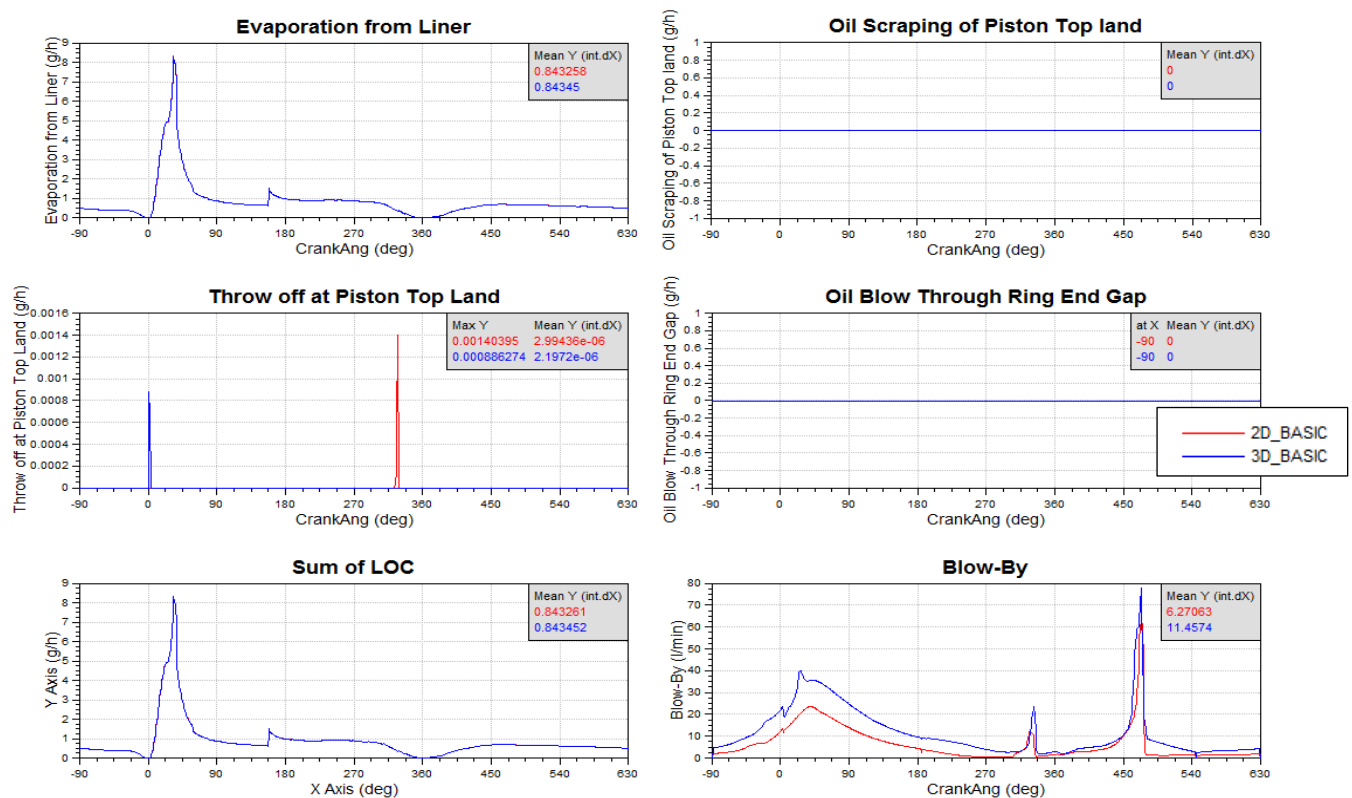 Evaporation from Liner
Evaporation from Liner (g/h)
9
8
7
6
5
4
3
2
1
0
-90 0 90 180 270 360 450 540 630
CrankAng (deg)
Mean Y (int.dX)
0.843258
0.84345
Oil Scraping of Piston Top land
Oil Scraping of Piston Top land (g/h)
1
0.8
0.6
0.4
0.2
0
-0.2
-0.4
-0.6
-0.8
-1
-90 0 90 180 270 360 450 540 630
CrankAng (deg)
Mean Y (int.dX)
0
0
Throw off at Piston Top Land
Throw off at Piston Top Land (g/h)
0.0016
0.0014
0.0012
0.001
0.0008
0.0006
0.0004
0.0002
0
-90 0 90 180 270 360 450 540 630
CrankAng (deg)
Max Y Mean Y (int.dX)
0.00140395 2.99436e-06
0.000886274 2.1972e-06
Oil Blow Through Ring End Gap
Oil Blow Through Ring End Gap (g/h)
1
0.8
0.6
0.4
0.2
0
-0.2
-0.4
-0.6
-0.8
-1
-90 0 90 180 270 360 450 540 630
CrankAng (deg)
at X Mean Y (int.dX)
-90 0
-90 0
2D_BASIC
3D_BASIC
Sum of LOC
Y Axis (g/h)
9
8
7
6
5
4
3
2
1
0
-90 0 90 180 270 360 450 540 630
X Axis (deg)
Mean Y (int.dX)
0.843261
0.843452
Blow-By
Blow-By (l/min)
80
70
60
50
40
30
20
10
0
-90 0 90 180 270 360 450 540 630
CrankAng (deg)
Mean Y (int.dX)
6.27063
11.4574